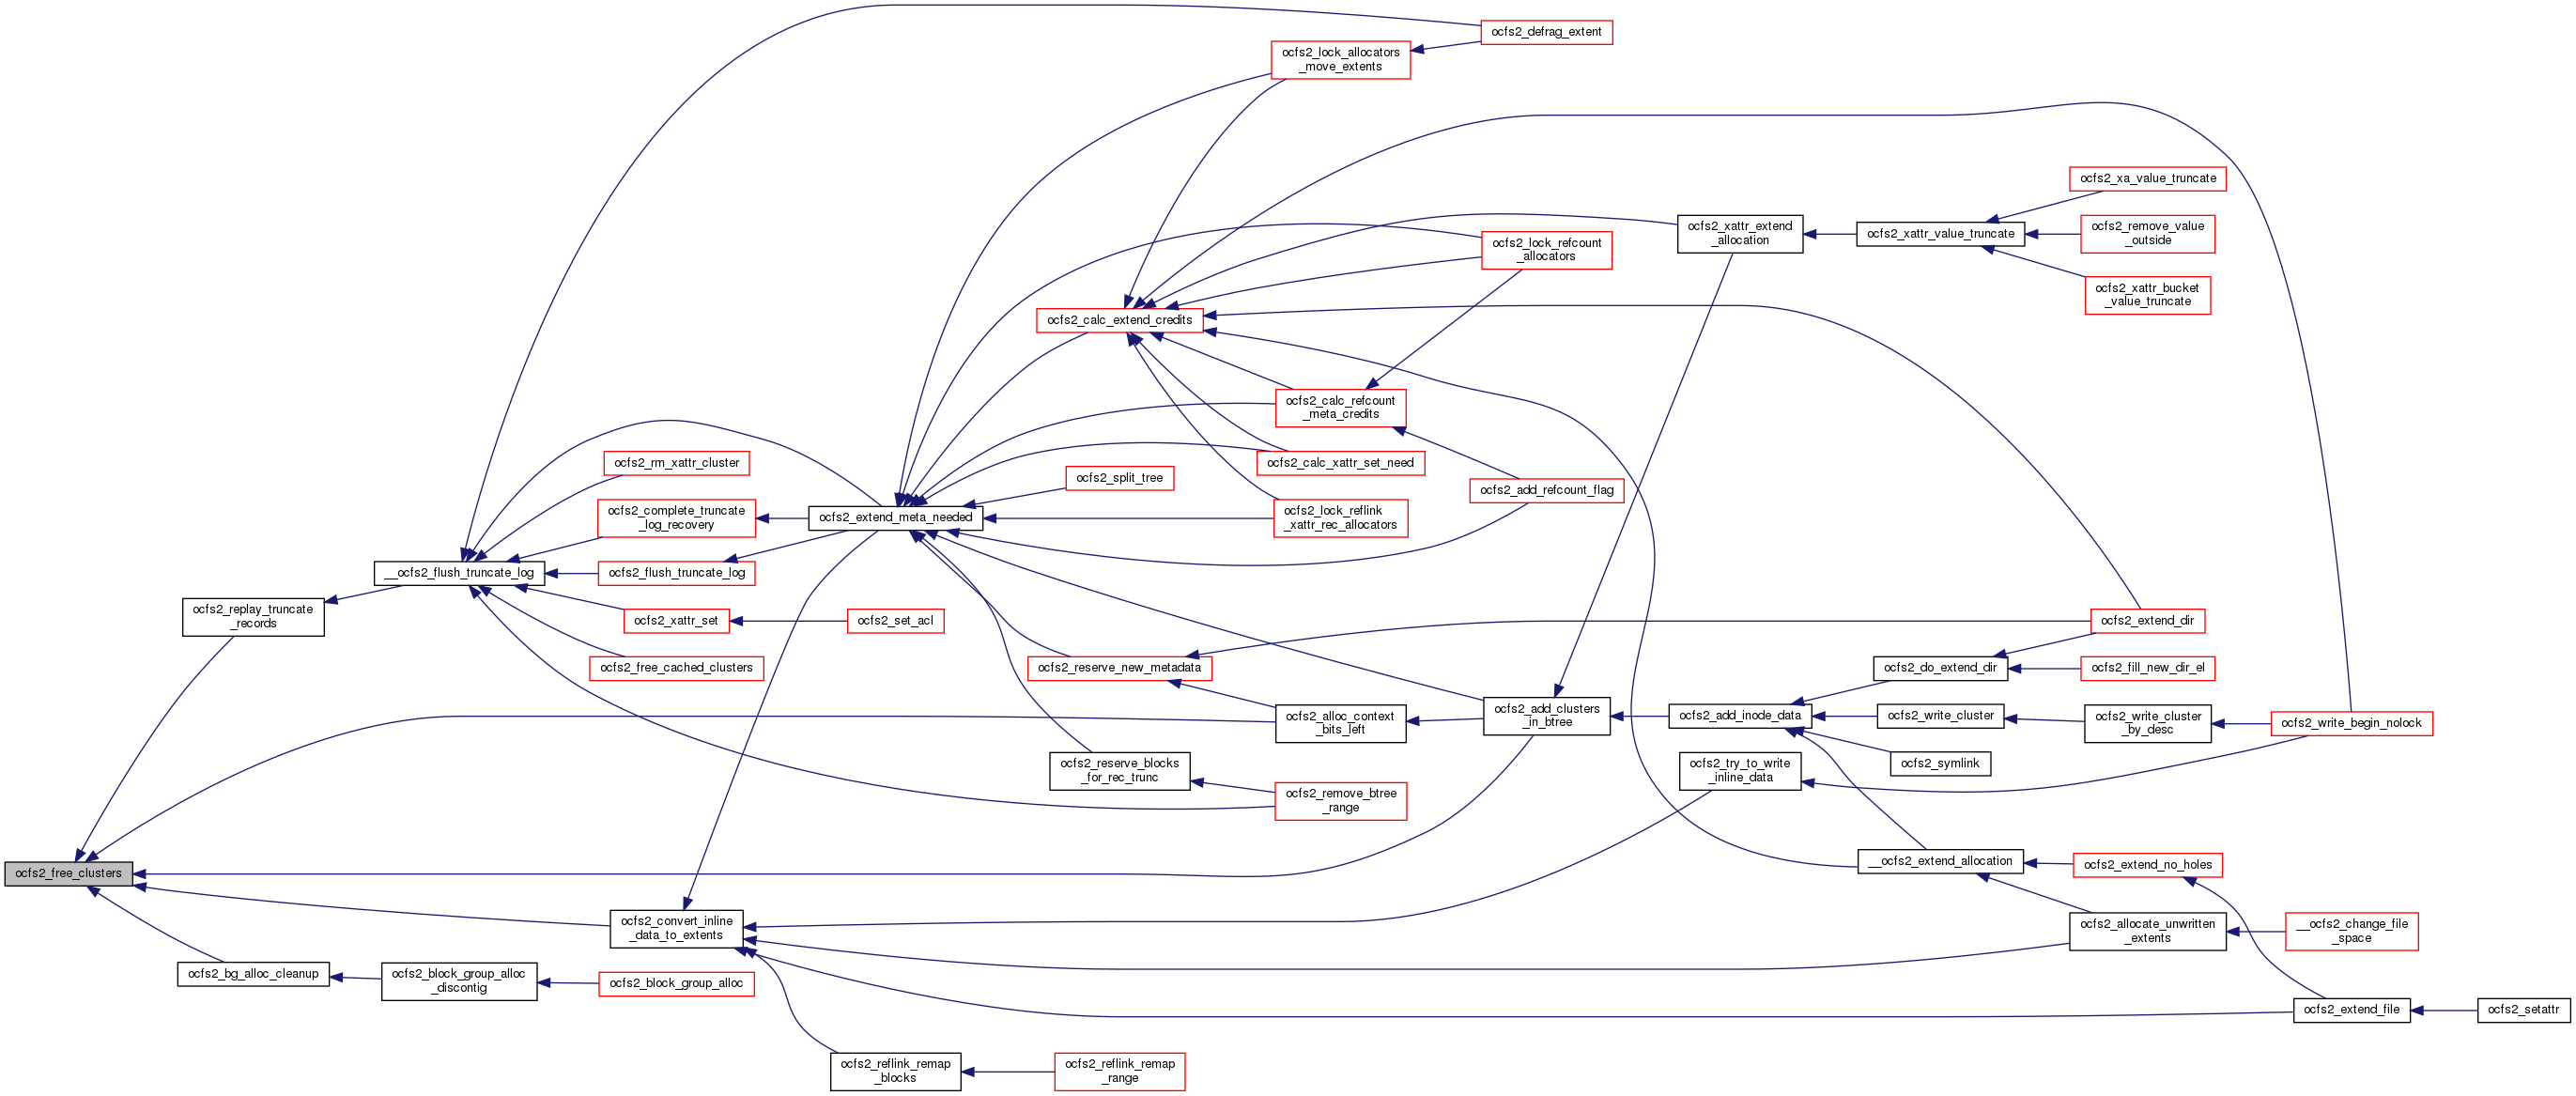 ocfs2_defrag_extent
ocfs2_lock_allocators
_move_extents
ocfs2_xa_value_truncate
ocfs2_xattr_extend
_allocation
ocfs2_xattr_value_truncate
ocfs2_remove_value
_outside
ocfs2_lock_refcount
_allocators
ocfs2_xattr_bucket
_value_truncate
ocfs2_calc_extend_credits
ocfs2_calc_refcount
_meta_credits
ocfs2_rm_xattr_cluster
ocfs2_calc_xattr_set_need
ocfs2_split_tree
ocfs2_add_refcount_flag
ocfs2_complete_truncate
_log_recovery
ocfs2_extend_meta_needed
ocfs2_lock_reflink
_xattr_rec_allocators
__ocfs2_flush_truncate_log
ocfs2_flush_truncate_log
ocfs2_replay_truncate
_records
ocfs2_xattr_set
ocfs2_set_acl
ocfs2_extend_dir
ocfs2_free_cached_clusters
ocfs2_reserve_new_metadata
ocfs2_do_extend_dir
ocfs2_fill_new_dir_el
ocfs2_alloc_context
_bits_left
ocfs2_add_clusters
_in_btree
ocfs2_add_inode_data
ocfs2_write_cluster
ocfs2_write_cluster
_by_desc
ocfs2_write_begin_nolock
ocfs2_reserve_blocks
_for_rec_trunc
ocfs2_try_to_write
_inline_data
ocfs2_symlink
ocfs2_remove_btree
_range
ocfs2_free_clusters
__ocfs2_extend_allocation
ocfs2_extend_no_holes
ocfs2_convert_inline
_data_to_extents
ocfs2_allocate_unwritten
_extents
__ocfs2_change_file
_space
ocfs2_bg_alloc_cleanup
ocfs2_block_group_alloc
_discontig
ocfs2_block_group_alloc
ocfs2_extend_file
ocfs2_setattr
ocfs2_reflink_remap
_blocks
ocfs2_reflink_remap
_range